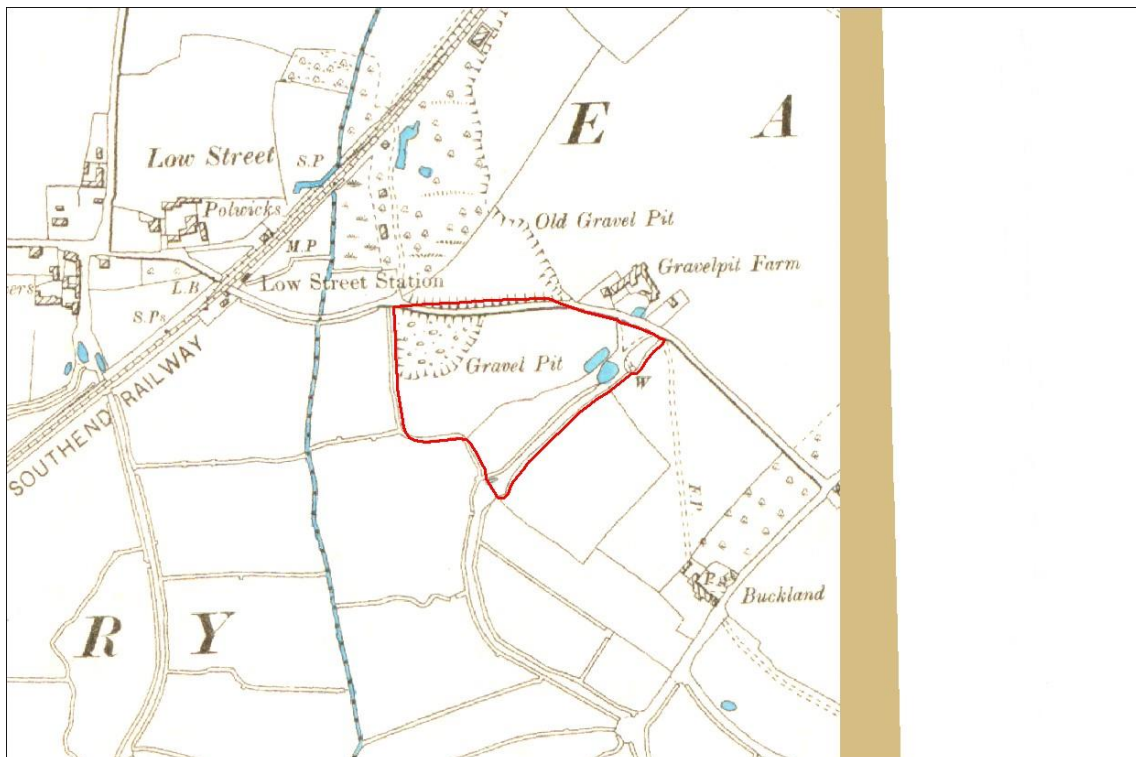 E A
Low Street
S.P
Polwicks
Old Gravel Pit
M.P
Gravelpit Farm
L.B
Low Street Station
S.Ps
Gravel Pit
W
SOUTHEND RAILWAY
F.P.
P.
Buckland
R Y